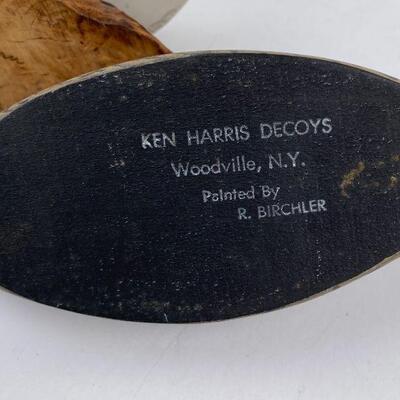 KEN HARRIS DECOYS
Woodville, N.Y.
Painted By
R. BIRCHLER